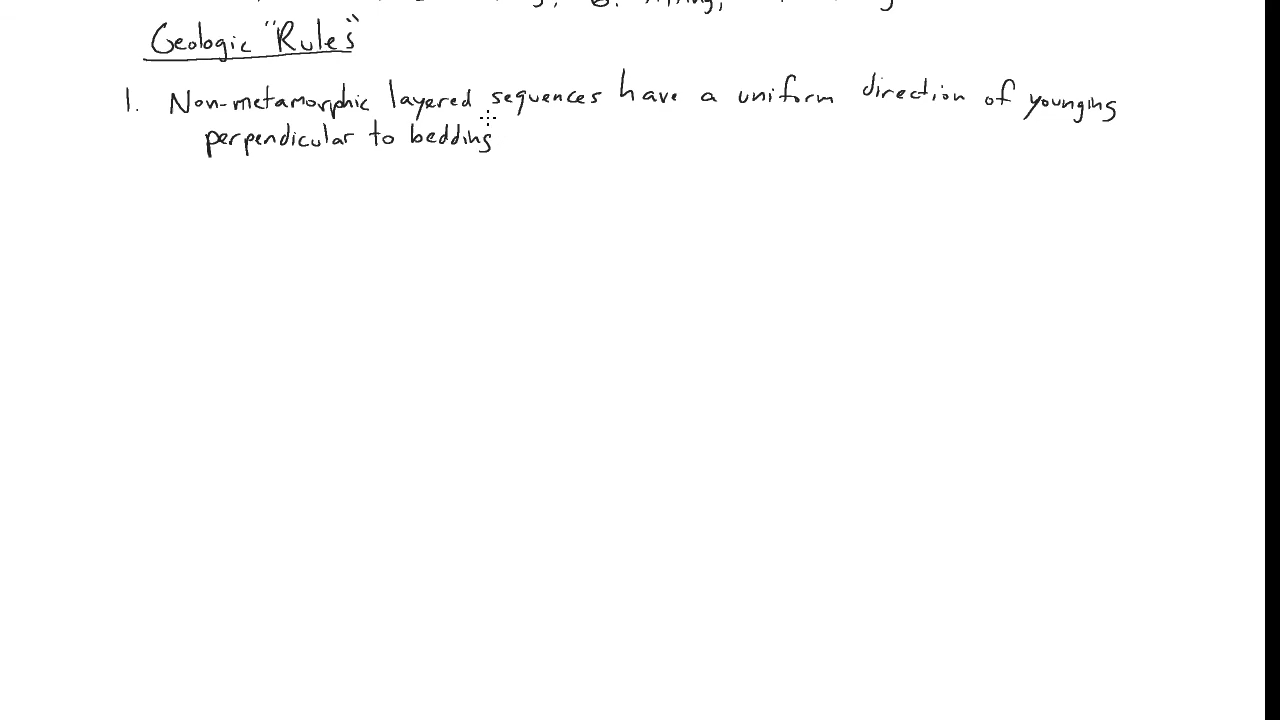 Geologic "Rules"
1. Non-metamorphic layered sequences have a uniform direction of younging
perpendicular to bedding